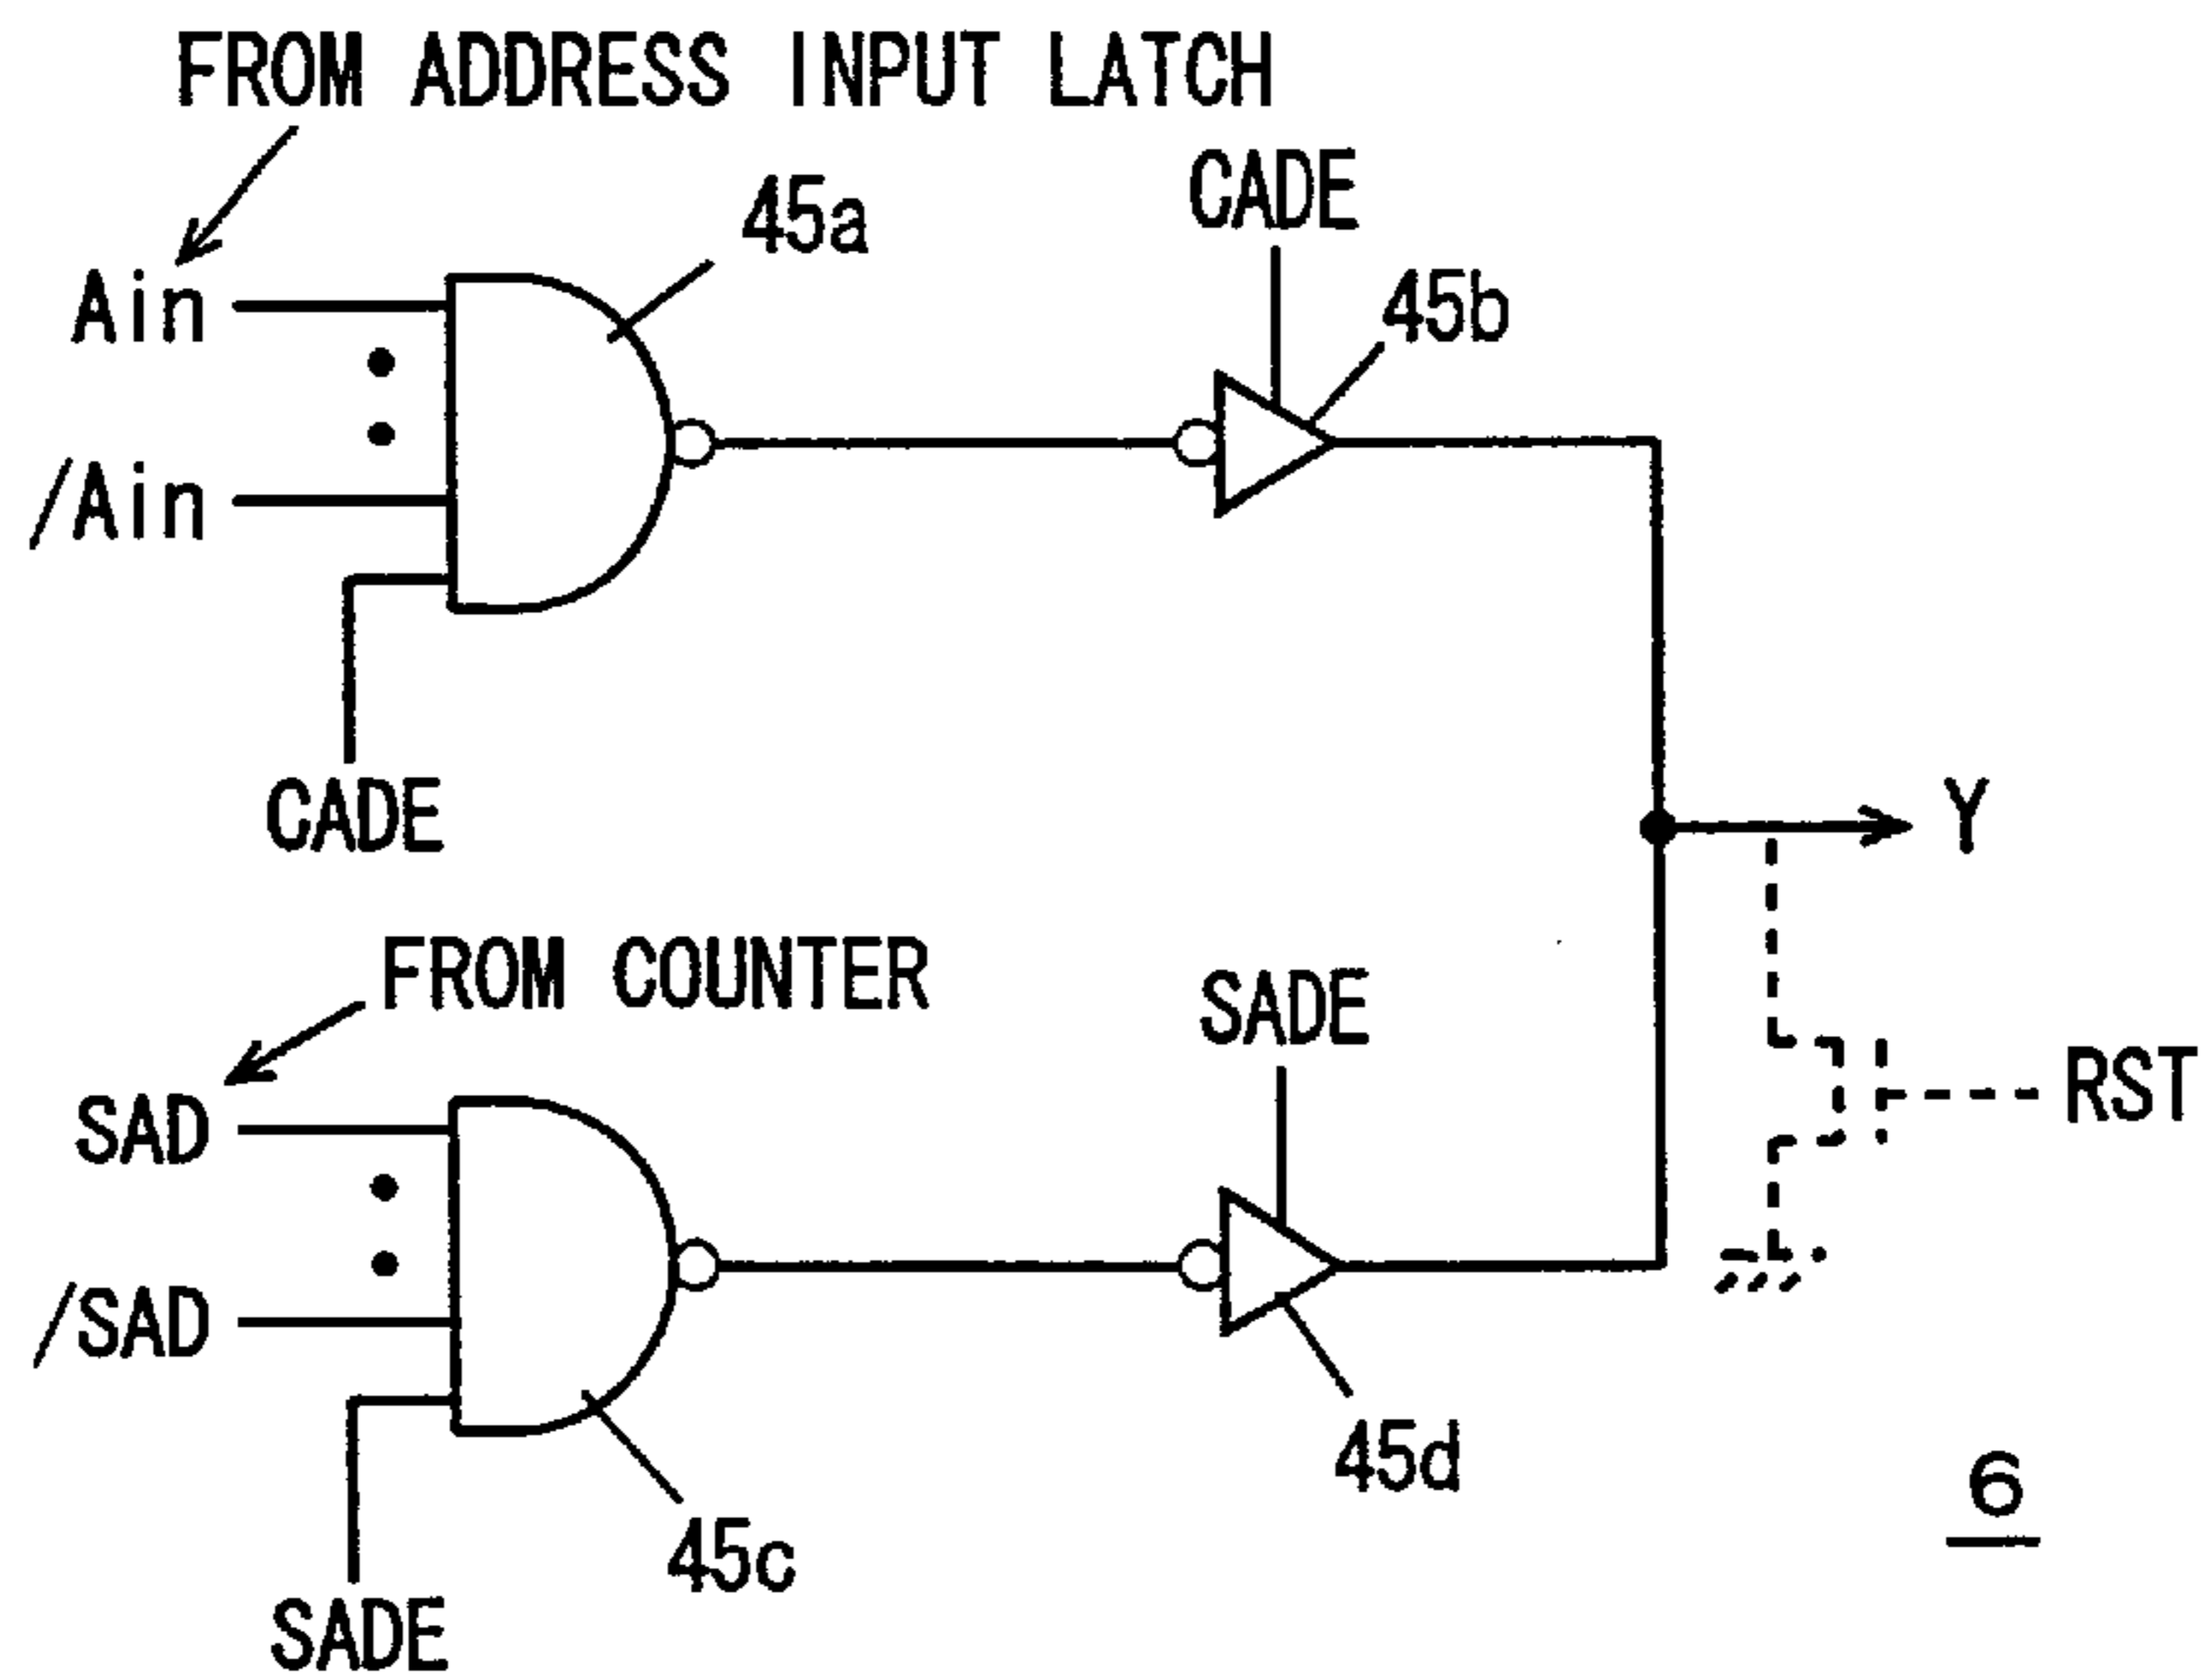 FROM ADDRESS INPUT LATCH
CADE
45a
45b
Ain
/Ain
CADE
Y
FROM COUNTER
SADE
RST
SAD
/SAD
45d
6
45c
SADE